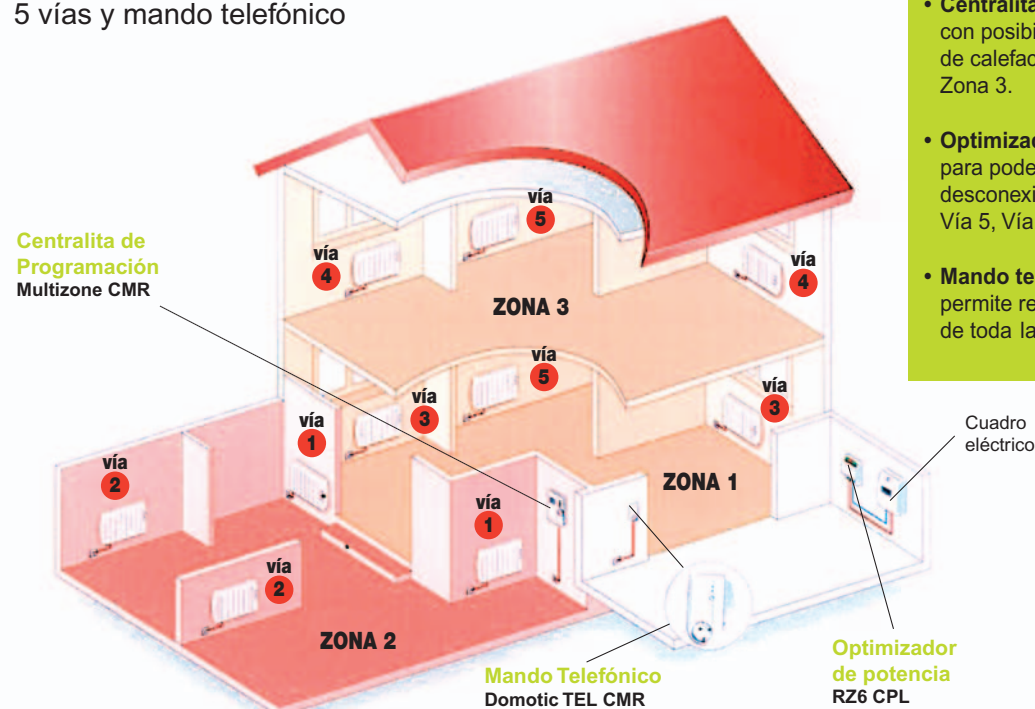 5 vías y mando telefónico
• Centralita
con posibi
de calefac
Zona 3.
• Optimizad
para pode
desconexi
Vía 5, Vía
• Mando te
permite re
de toda la
Centralita de
Programación
Multizone CMR
vía
5
vía
4
vía
4
ZONA 3
vía
5
vía
3
vía
3
vía
1
vía
2
ZONA 1
vía
1
vía
2
ZONA 2
Cuadro
eléctrico
Mando Telefónico
Domotic TEL CMR
Optimizador
de potencia
RZ6 CPL